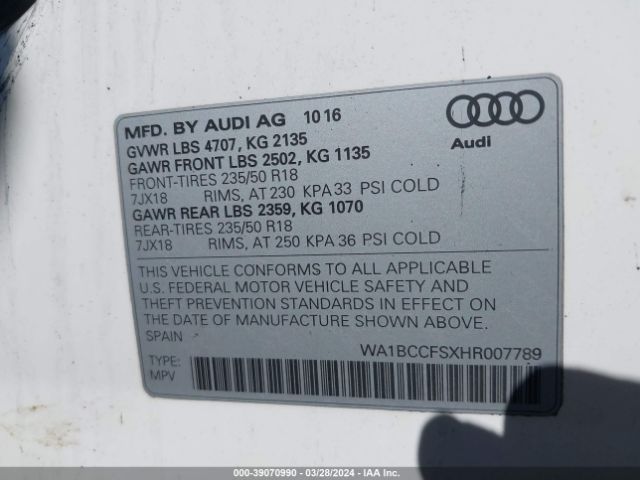 MFD. BY AUDI AG 10 16
GVWR LBS 4707, KG 2135
GAWR FRONT LBS 2502, KG 1135
FRONT-TIRES 235/50 R18
7JX18 RIMS, AT 230 KPA 33 PSI COLD
GAWR REAR LBS 2359, KG 1070
REAR-TIRES 235/50 R18
7JX18 RIMS, AT 250 KPA 36 PSI COLD
Audi
THIS VEHICLE CONFORMS TO ALL APPLICABLE
U.S. FEDERAL MOTOR VEHICLE SAFETY AND
THEFT PREVENTION STANDARDS IN EFFECT ON
THE DATE OF MANUFACTURE SHOWN ABOVE.
SPAIN
WA1BCCFSXHR007789
TYPE:
MPV
000-39070990 | 03/28/2024 | IAA Inc.